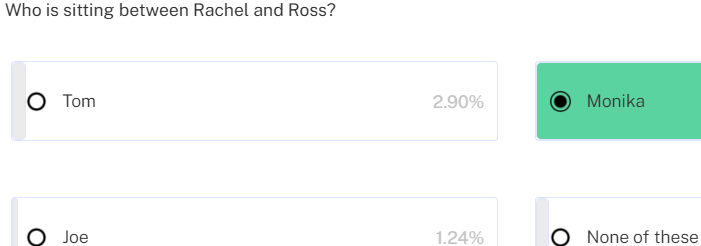 Who is sitting between Rachel and Ross?
Tom 2.90% Monika
Joe 1.24% None of these